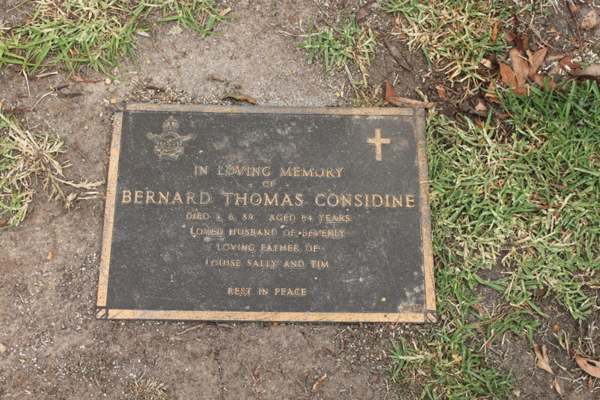 IN LOVING MEMORY
OF
BERNARD THOMAS CONSIDINE
DIED 5. 6. 89 AGED 64 YEARS
LOVED HUSBAND OF BEVERLY
LOVING FATHER OF
LOUISE SALLY AND TIM
REST IN PEACE